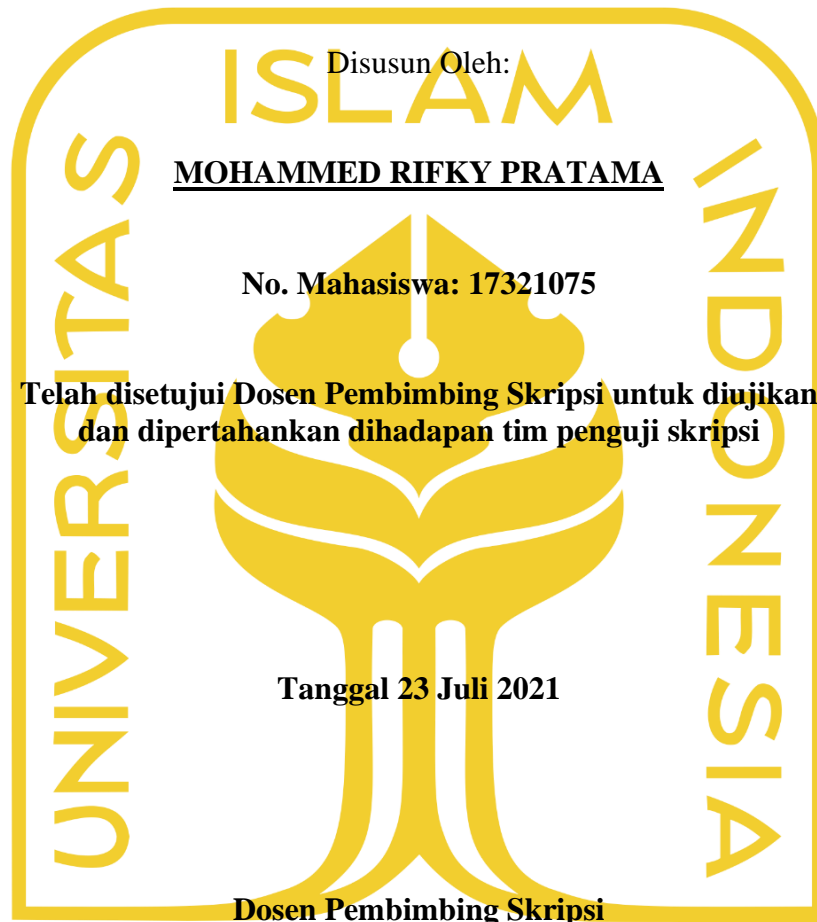 Disusun Oleh:
MOHAMMED RIFKY PRATAMA
No. Mahasiswa: 17321075
Telah disetujui Dosen Pembimbing Skripsi untuk diujikan
dan dipertahankan dihadapan tim penguji skripsi
Tanggal 23 Juli 2021
Dosen Pembimbing Skripsi
UNIVERSITAS
ISLAM
INDONESIA